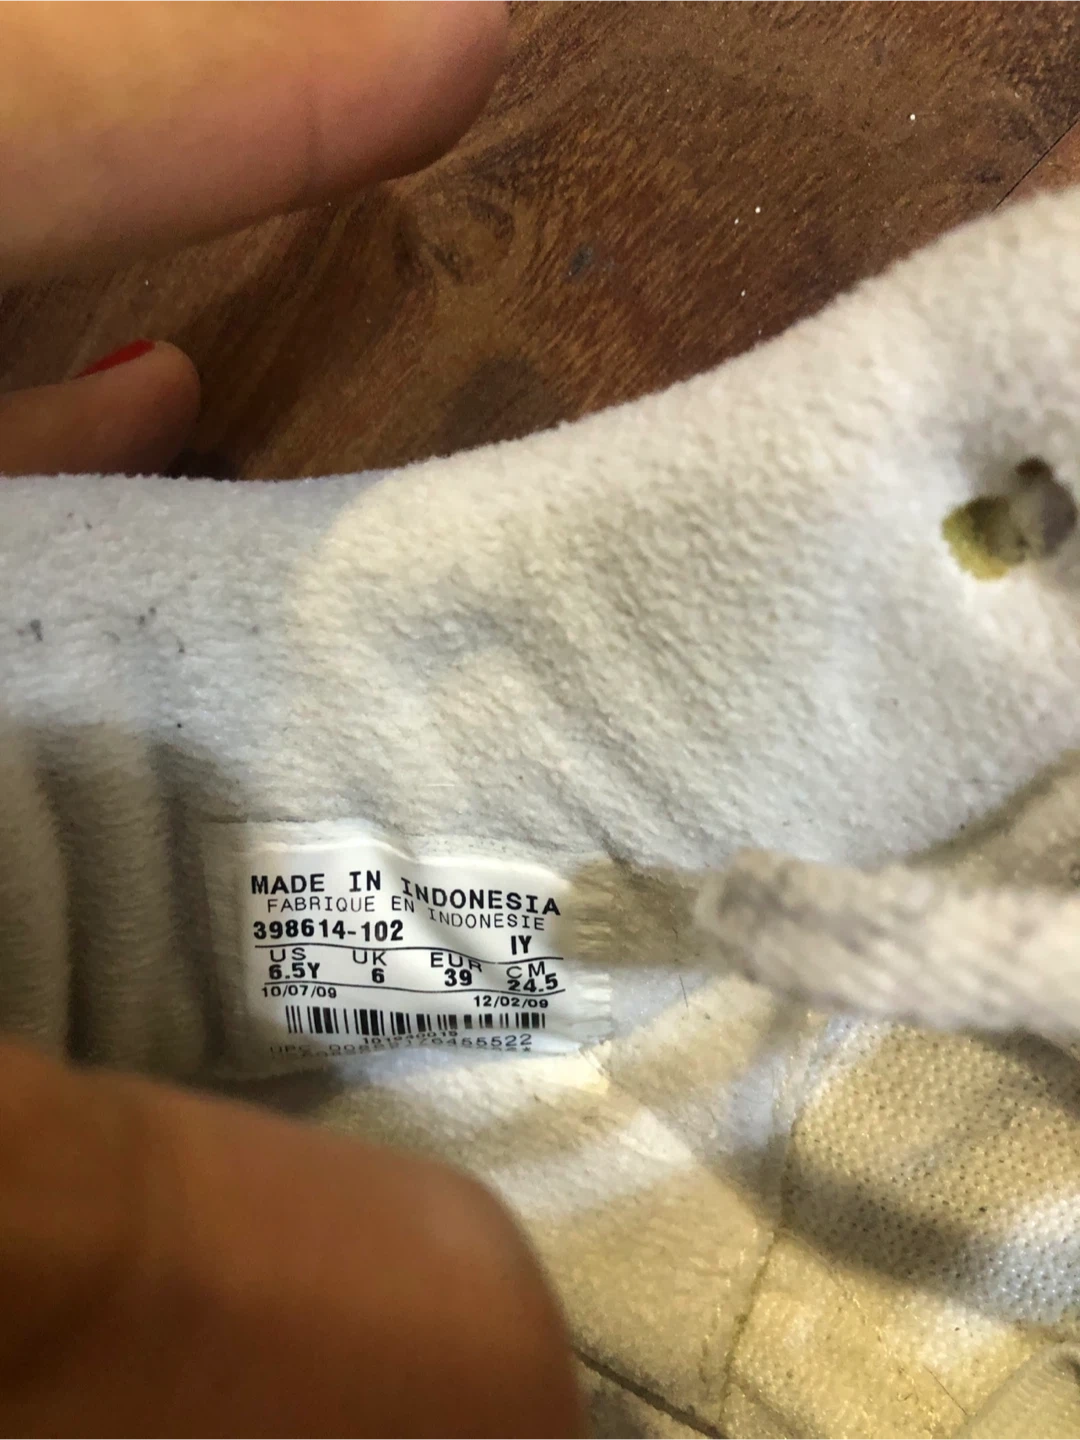 MADE IN INDONESIA
FABRIQUE EN INDONESIE
398614-102 IY
US UK EUR CM
6.5Y 6 39 24.5
10/07/09 12/02/09
UPC